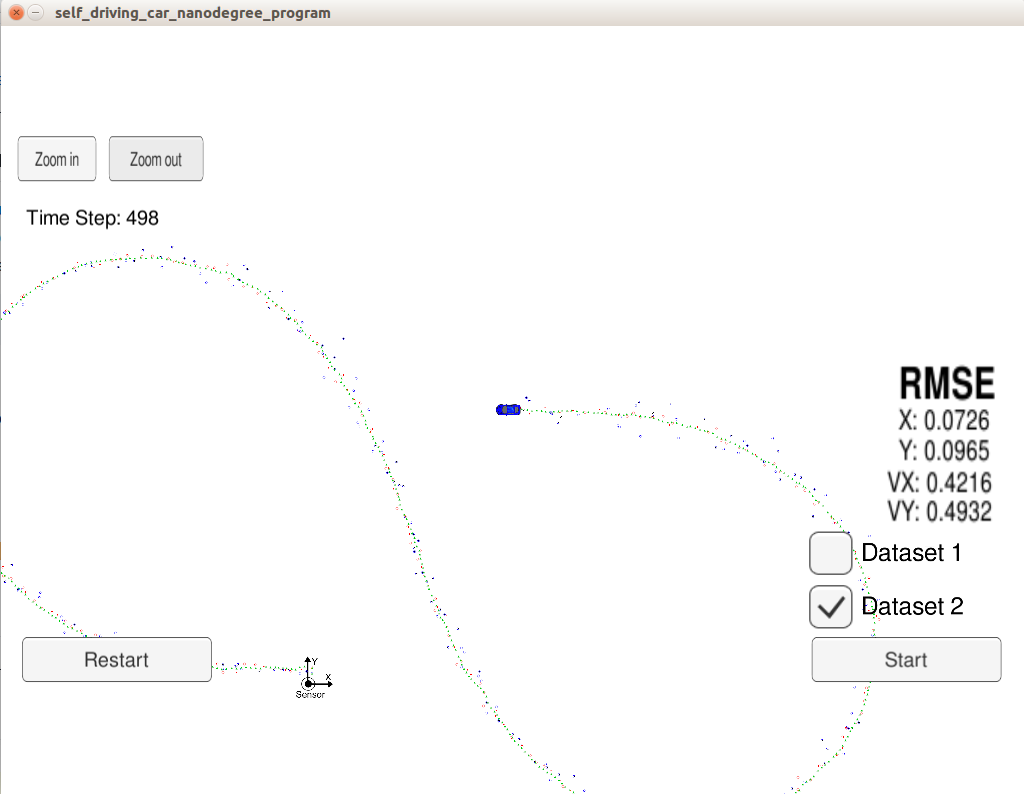 self_driving_car_nanodegree_program
Zoom in
Zoom out
Time Step: 498
RMSE
X: 0.0726
Y: 0.0965
VX: 0.4216
VY: 0.4932
Dataset 1
Dataset 2
Restart
Start
Y
X
Sensor